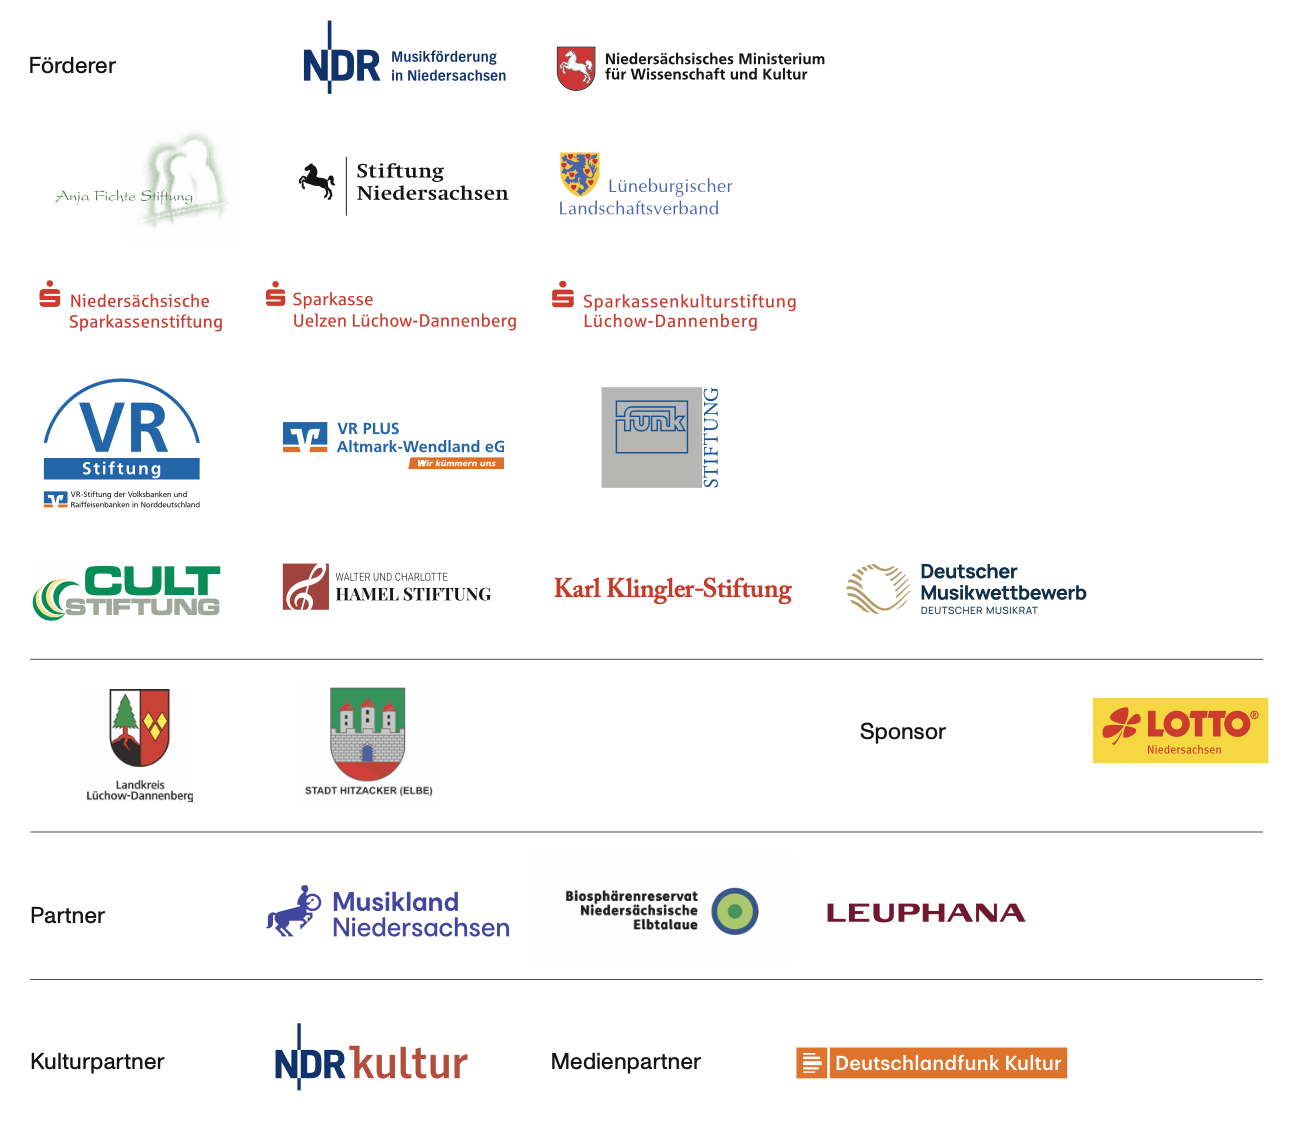 Förderer
NDR
Musikförderung
in Niedersachsen
Niedersächsisches Ministerium
für Wissenschaft und Kultur
Anja Fichte Stiftung
Stiftung
Niedersachsen
Lüneburgischer
Landschaftsverband
Niedersächsische
Sparkassenstiftung
Sparkasse
Uelzen Lüchow-Dannenberg
Sparkassenkulturstiftung
Lüchow-Dannenberg
VR
Stiftung
VR-Stiftung der Volksbanken und
Raiffeisenbanken in Norddeutschland
VR PLUS
Altmark-Wendland eG
Wir kümmern uns
funk
STIFTUNG
CULT
STIFTUNG
WALTER UND CHARLOTTE
HAMEL STIFTUNG
Karl Klingler-Stiftung
Deutscher
Musikwettbewerb
DEUTSCHER MUSIKRAT
Landkreis
Lüchow-Dannenberg
STADT HITZACKER (ELBE)
Sponsor
LOTTO®
Niedersachsen
Partner
Musikland
Niedersachsen
Biosphärenreservat
Niedersächsische
Elbtalaue
LEUPHANA
Kulturpartner
NDR kultur
Medienpartner
Deutschlandfunk Kultur